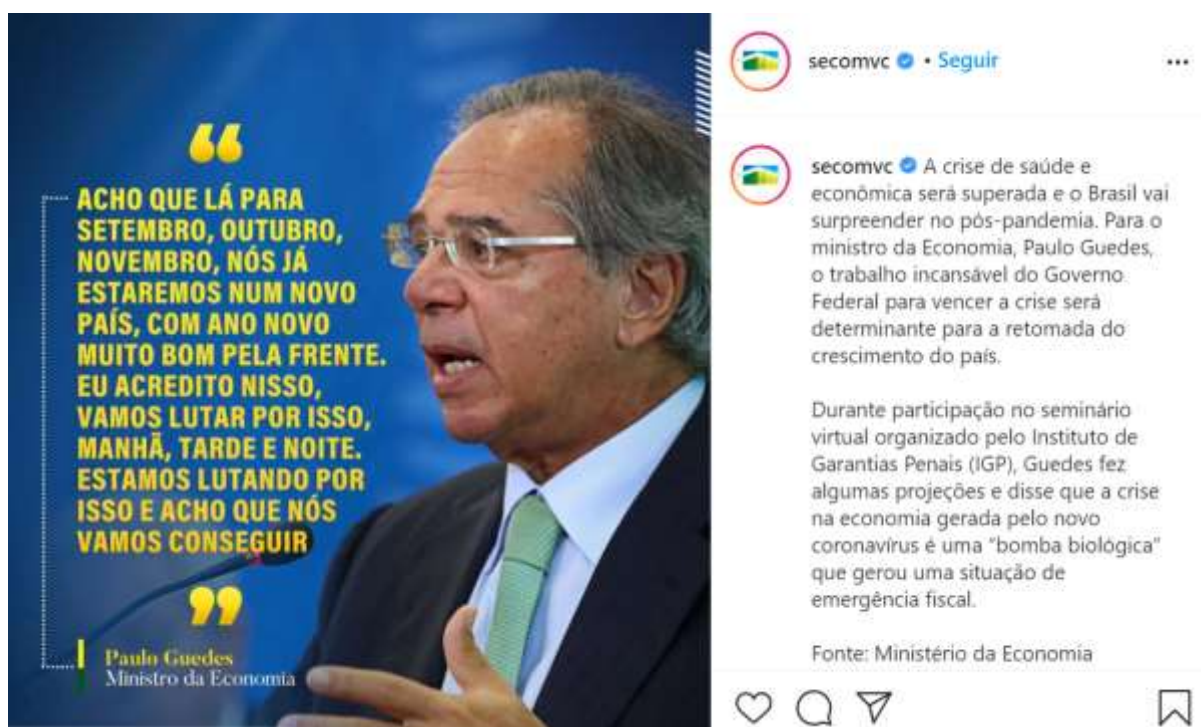 “
ACHO QUE LÁ PARA
SETEMBRO, OUTUBRO,
NOVEMBRO, NÓS JÁ
ESTAREMOS NUM NOVO
PAÍS, COM ANO NOVO
MUITO BOM PELA FRENTE.
EU ACREDITO NISSO,
VAMOS LUTAR POR ISSO,
MANHÃ, TARDE E NOITE.
ESTAMOS LUTANDO POR
ISSO E ACHO QUE NÓS
VAMOS CONSEGUIR
”
Paulo Guedes
Ministro da Economia
secomvc • Seguir
secomvc A crise de saúde e
econômica será superada e o Brasil vai
surpreender no pós-pandemia. Para o
ministro da Economia, Paulo Guedes,
o trabalho incansável do Governo
Federal para vencer a crise será
determinante para a retomada do
crescimento do país.
Durante participação no seminário
virtual organizado pelo Instituto de
Garantias Penais (IGP), Guedes fez
algumas projeções e disse que a crise
na economia gerada pelo novo
coronavírus é uma "bomba biológica"
que gerou uma situação de
emergência fiscal.
Fonte: Ministério da Economia